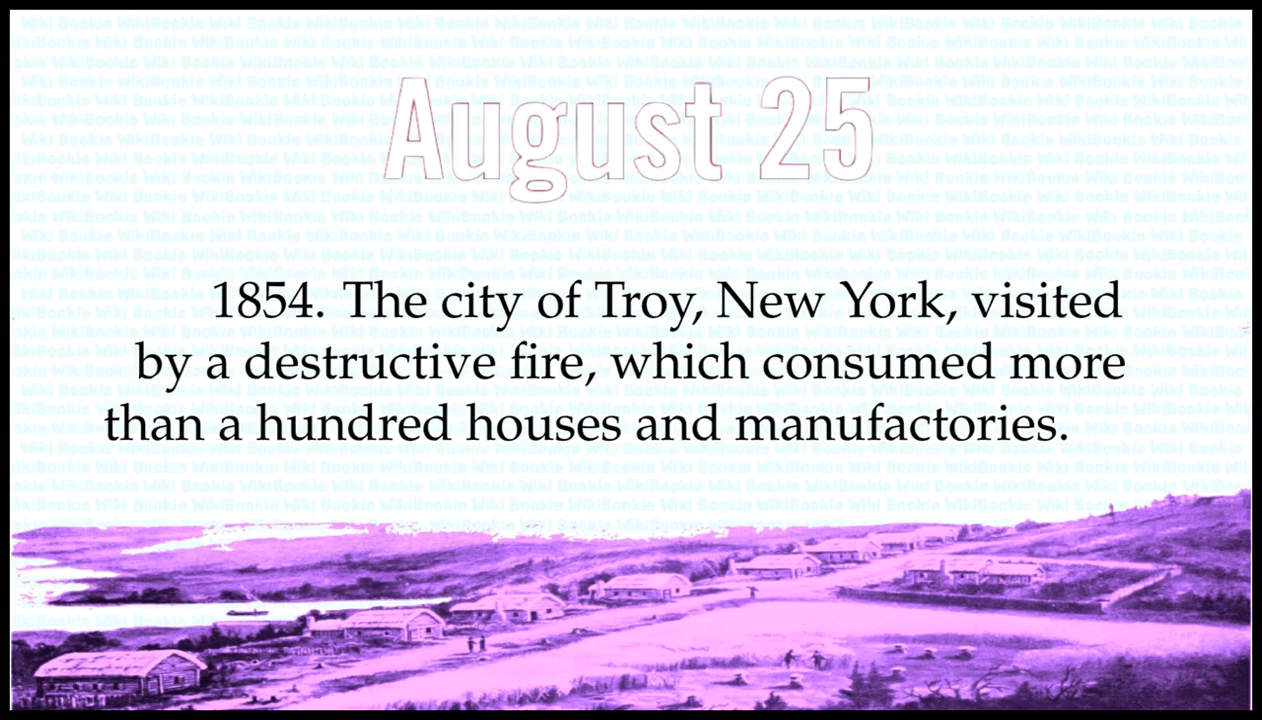 August 25
1854. The city of Troy, New York, visited
by a destructive fire, which consumed more
than a hundred houses and manufactories.